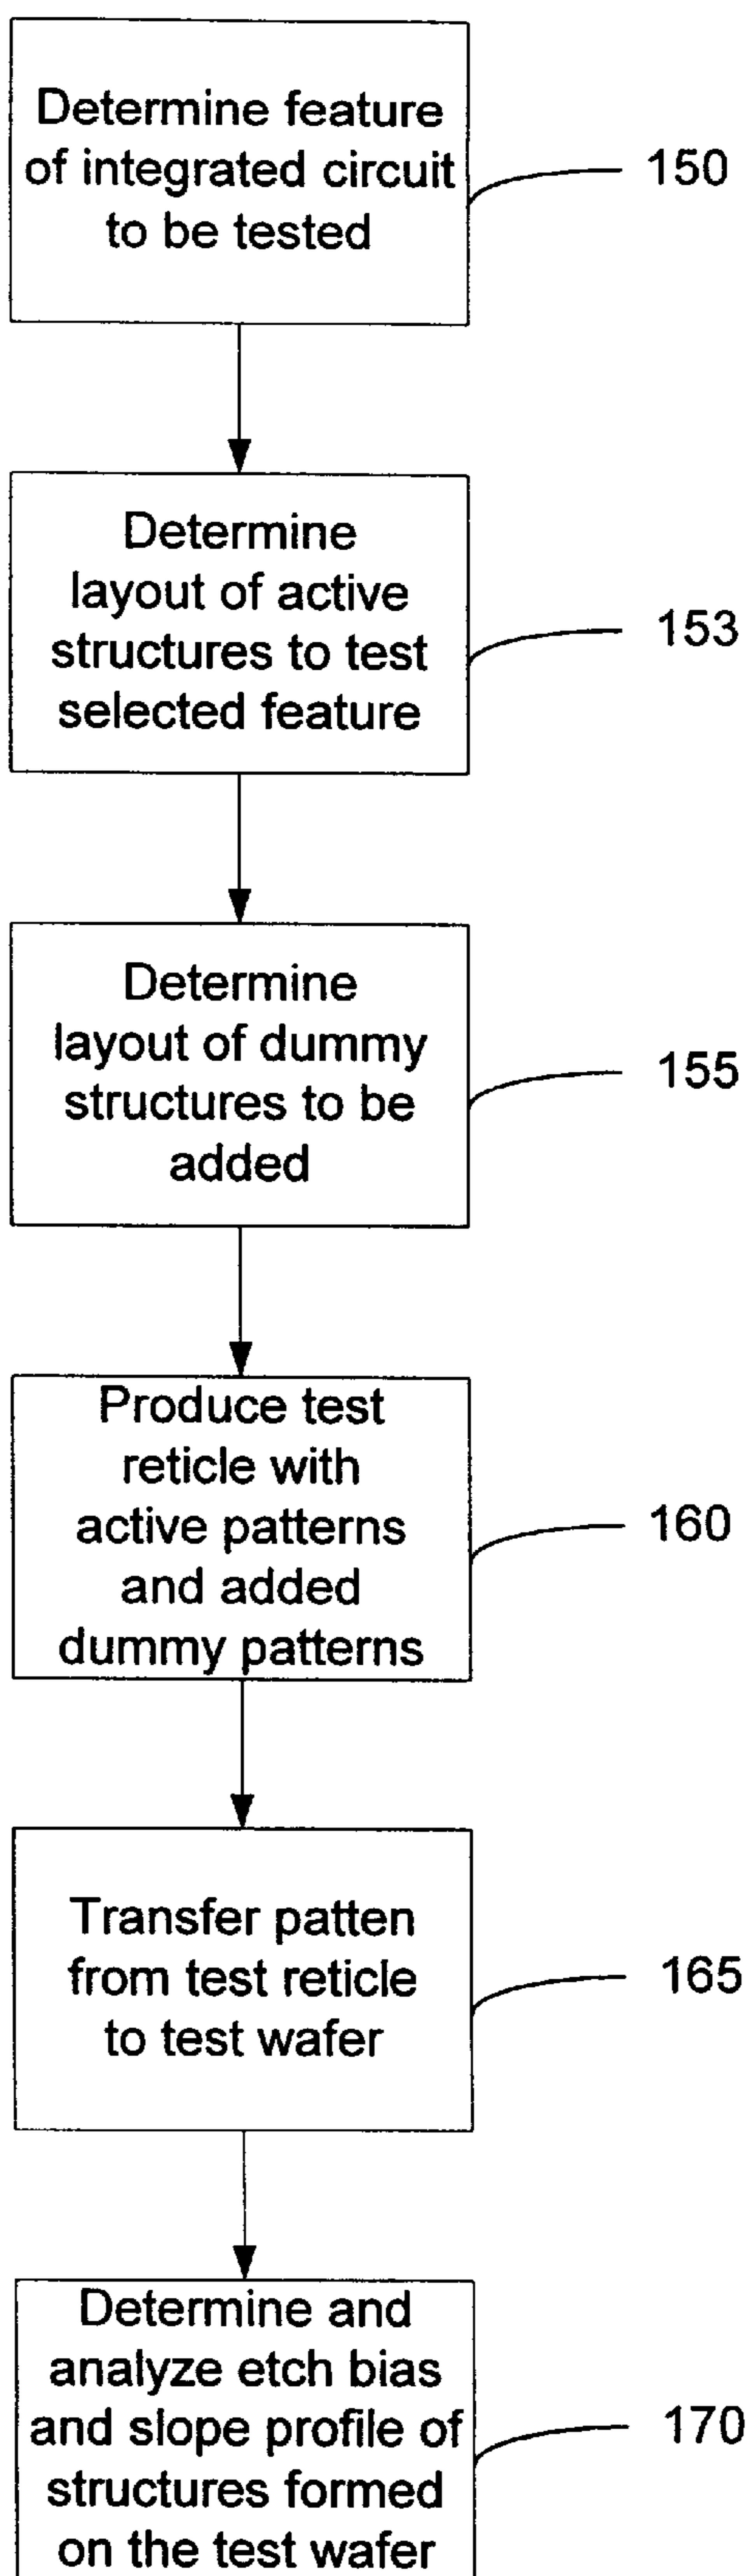 Determine feature
of integrated circuit
to be tested
150
Determine
layout of active
structures to test
selected feature
153
Determine
layout of dummy
structures to be
added
155
Produce test
reticle with
active patterns
and added
dummy patterns
160
Transfer patten
from test reticle
to test wafer
165
Determine and
analyze etch bias
and slope profile of
structures formed
on the test wafer
170